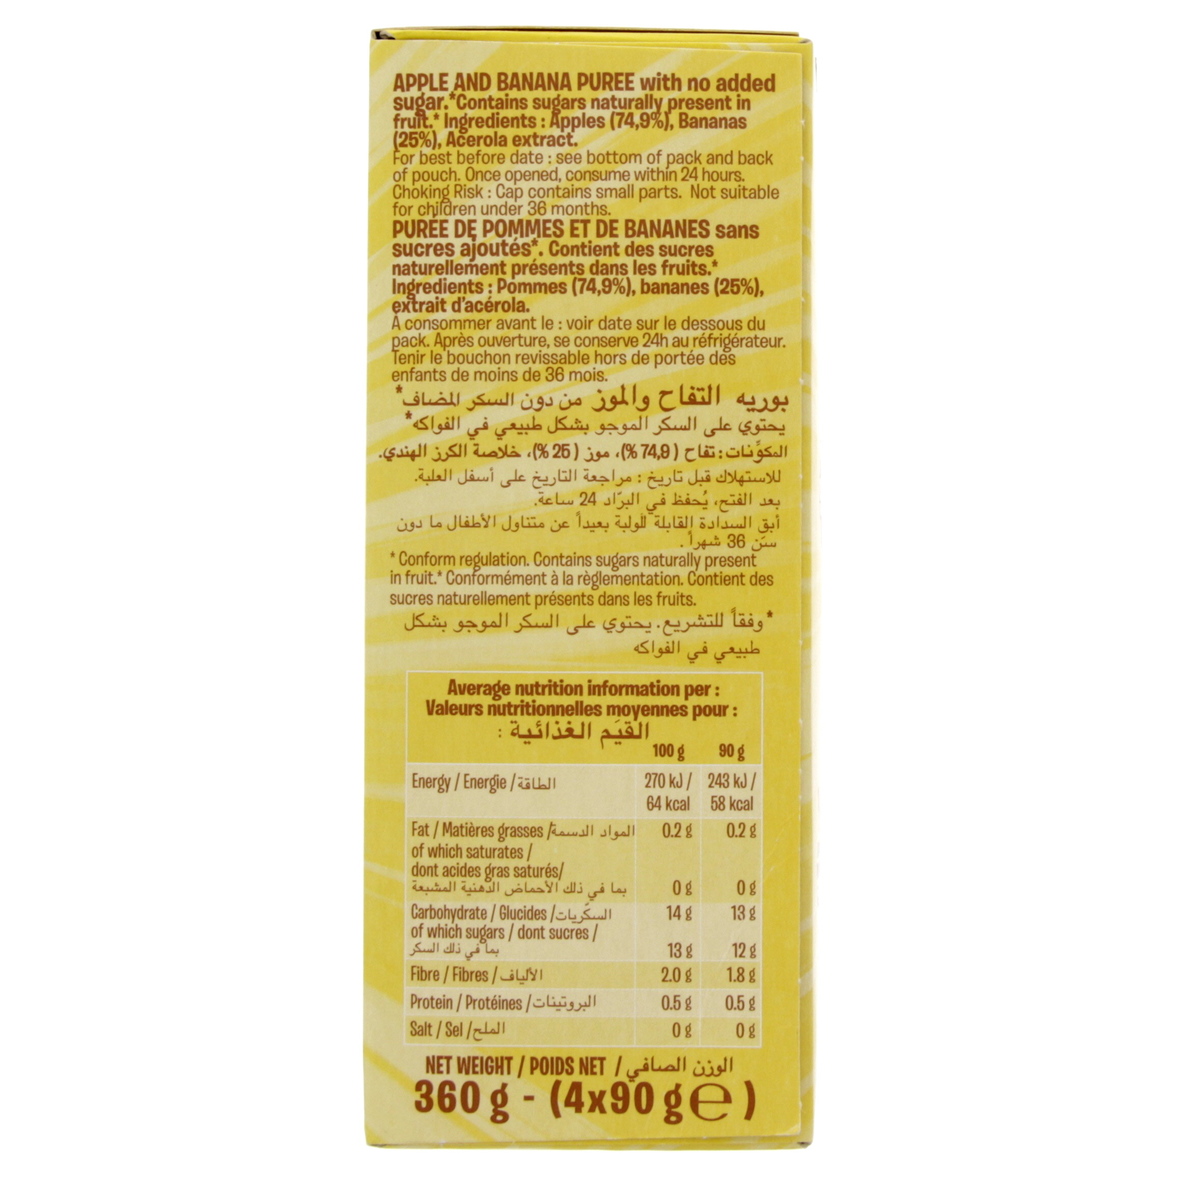 APPLE AND BANANA PUREE with no added
sugar.*Contains sugars naturally present in
fruit.* Ingredients : Apples (74,9%), Bananas
(25%), Acerola extract.
For best before date : see bottom of pack and back
of pouch. Once opened, consume within 24 hours.
Choking Risk : Cap contains small parts. Not suitable
for children under 36 months.
PURÉE DE POMMES ET DE BANANES sans
sucres ajoutés*. Contient des sucres
naturellement présents dans les fruits.*
Ingredients : Pommes (74,9%), bananes (25%),
extrait d'acérola.
À consommer avant le : voir date sur le dessous du
pack. Après ouverture, se conserve 24h au réfrigérateur.
Tenir le bouchon revissable hors de portée des
enfants de moins de 36 mois.
بوريه التفاح والموز من دون السكر المضاف*
يحتوي على السكر الموجو بشكل طبيعي في الفواكه*
المكوّنات: تفاح ( 74,9 %)، موز ( 25 %)، خلاصة الكرز الهندي.
للاستهلاك قبل تاريخ : مراجعة التاريخ على أسفل العلبة.
بعد الفتح، يُحفظ في البرّاد 24 ساعة.
أبقِ السدادة القابلة للولبة بعيداً عن متناول الأطفال ما دون
سنّ 36 شهراً .
* Conform regulation. Contains sugars naturally present
in fruit.* Conformément à la règlementation. Contient des
sucres naturellement présents dans les fruits.
* وفقاً للتشريع. يحتوي على السكر الموجو بشكل
طبيعي في الفواكه
Average nutrition information per :
Valeurs nutritionnelles moyennes pour :
القيَم الغذائية :
100 g 90 g
Energy / Energie / الطاقة 270 kJ / 243 kJ /
64 kcal 58 kcal
Fat / Matières grasses / المواد الدسمة 0.2 g 0.2 g
of which saturates /
dont acides gras saturés/
بما في ذلك الأحماض الدهنية المشبعة 0 g 0 g
Carbohydrate / Glucides / السكّريات 14 g 13 g
of which sugars / dont sucres /
بما في ذلك السكر 13 g 12 g
Fibre / Fibres / الألياف 2.0 g 1.8 g
Protein / Protéines / البروتينات 0.5 g 0.5 g
Salt / Sel / الملح 0 g 0 g
NET WEIGHT / POIDS NET / الوزن الصافي
360 g - (4x90 g ℮ )